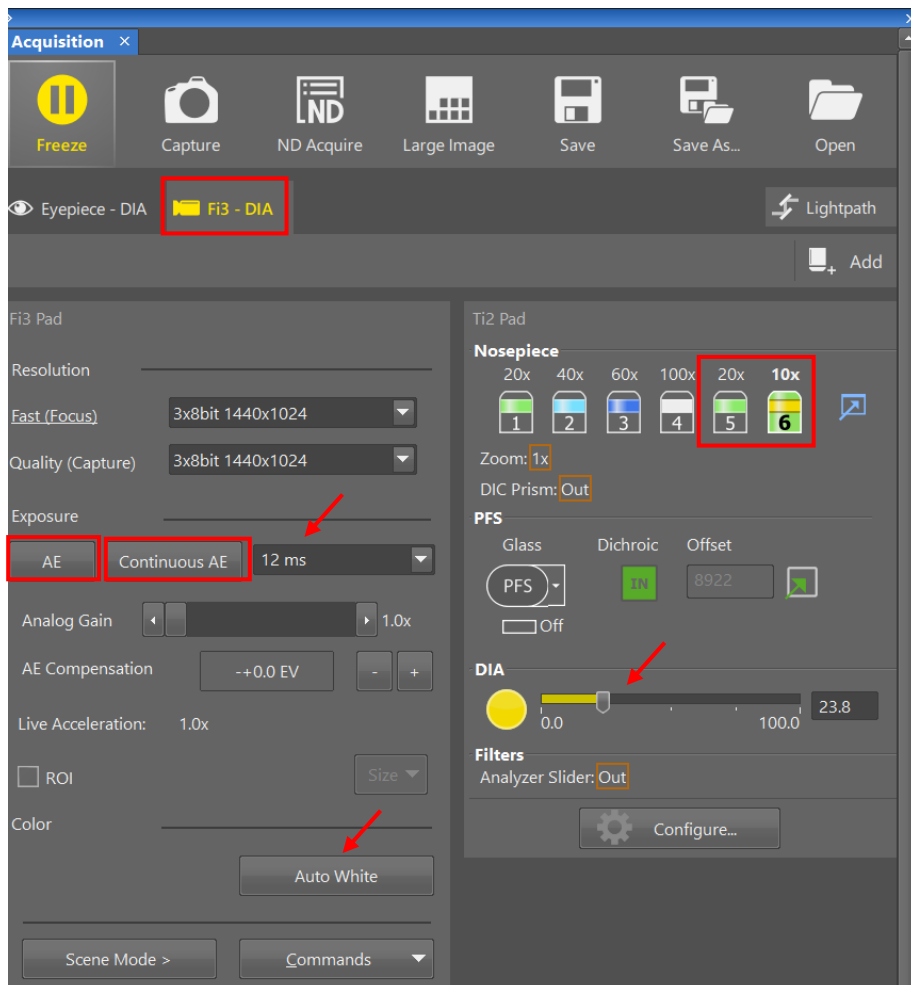 Acquisition ×
Freeze Capture ND Acquire Large Image Save Save As... Open
ND
Eyepiece - DIA Fi3 - DIA Lightpath
Add
Fi3 Pad
Resolution
Fast (Focus) 3x8bit 1440x1024
Quality (Capture) 3x8bit 1440x1024
Exposure
AE Continuous AE 12 ms
Analog Gain 1.0x
AE Compensation -+0.0 EV - +
Live Acceleration: 1.0x
ROI Size
Color
Auto White
Scene Mode > Commands
Ti2 Pad
Nosepiece
20x 40x 60x 100x 20x 10x
1 2 3 4 5 6
Zoom: 1x
DIC Prism: Out
PFS
Glass Dichroic Offset
PFS IN 8922
Off
DIA
0.0 100.0 23.8
Filters
Analyzer Slider: Out
Configure...